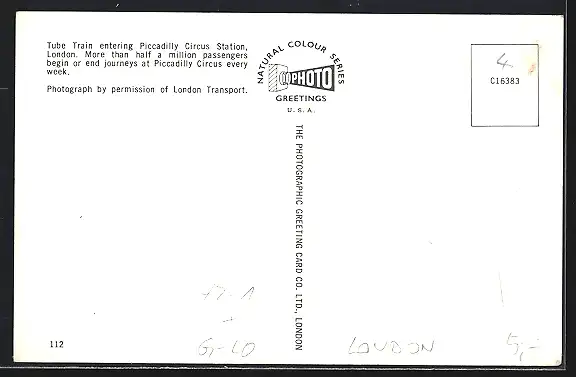 Tube Train entering Piccadilly Circus Station,
London. More than half a million passengers
begin or end journeys at Piccadilly Circus every
week.
Photograph by permission of London Transport.
NATURAL COLOUR SERIES
PHOTO
GREETINGS
U. S. A.
4
C16383
THE PHOTOGRAPHIC GREETING CARD CO. LTD., LONDON
112
LONDON